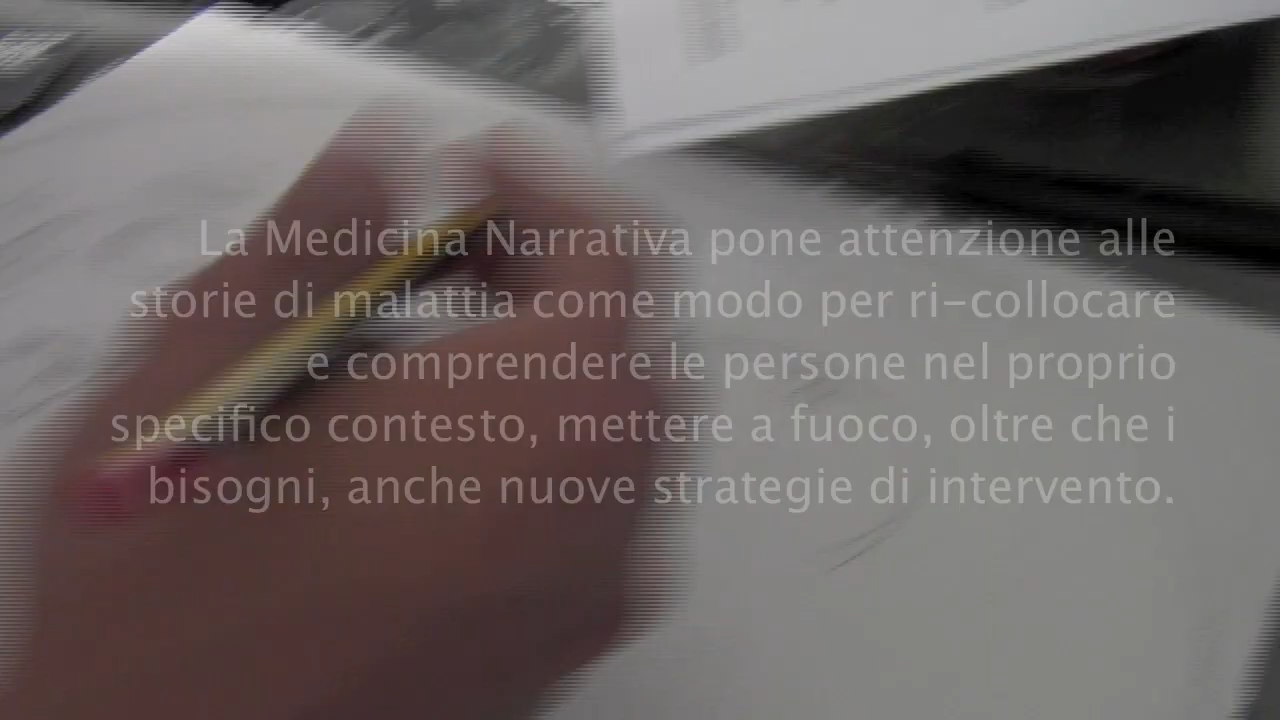 La Medicina Narrativa pone attenzione alle
storie di malattia come modo per ri-collocare
e comprendere le persone nel proprio
specifico contesto, mettere a fuoco, oltre che i
bisogni, anche nuove strategie di intervento.